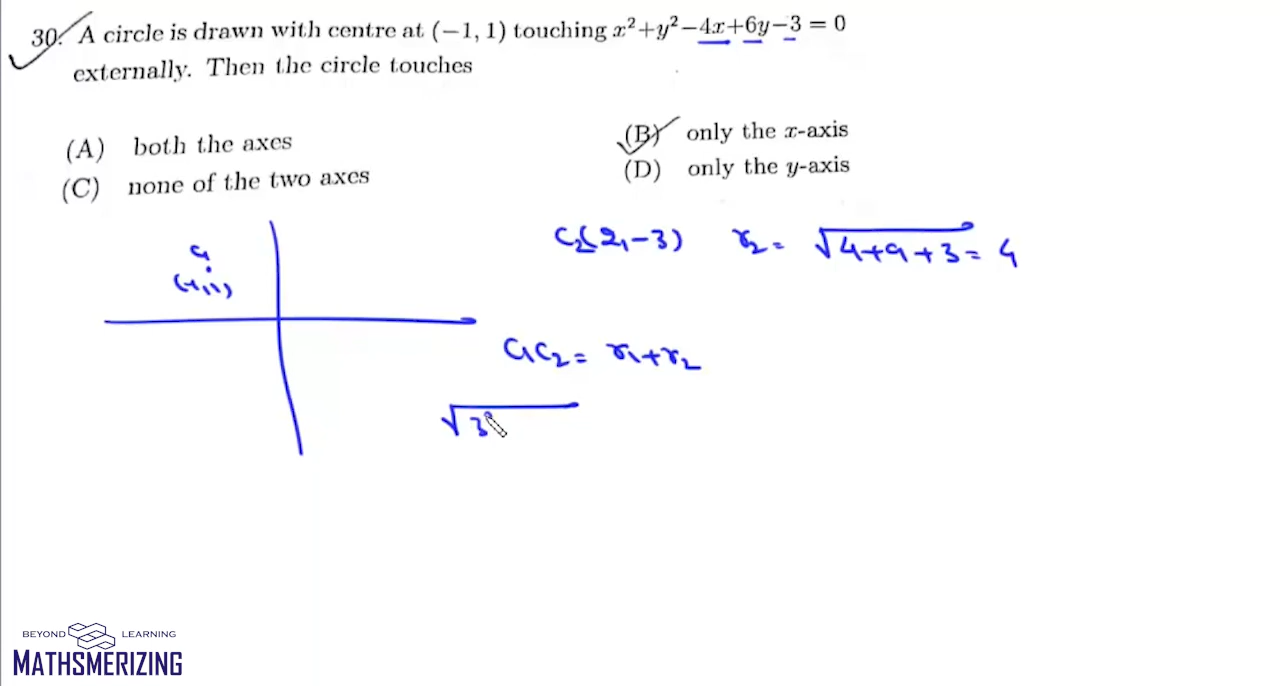 30. A circle is drawn with centre at (−1, 1) touching x²+y²−4x+6y−3 = 0
externally. Then the circle touches
(A) both the axes
(B) only the x-axis
(C) none of the two axes
(D) only the y-axis
C₁
(-1,1)
C₂(2,-3) r₂ = √4+9+3 = 4
C₁C₂ = r₁+r₂
√3²
BEYOND LEARNING
MATHSMERIZING